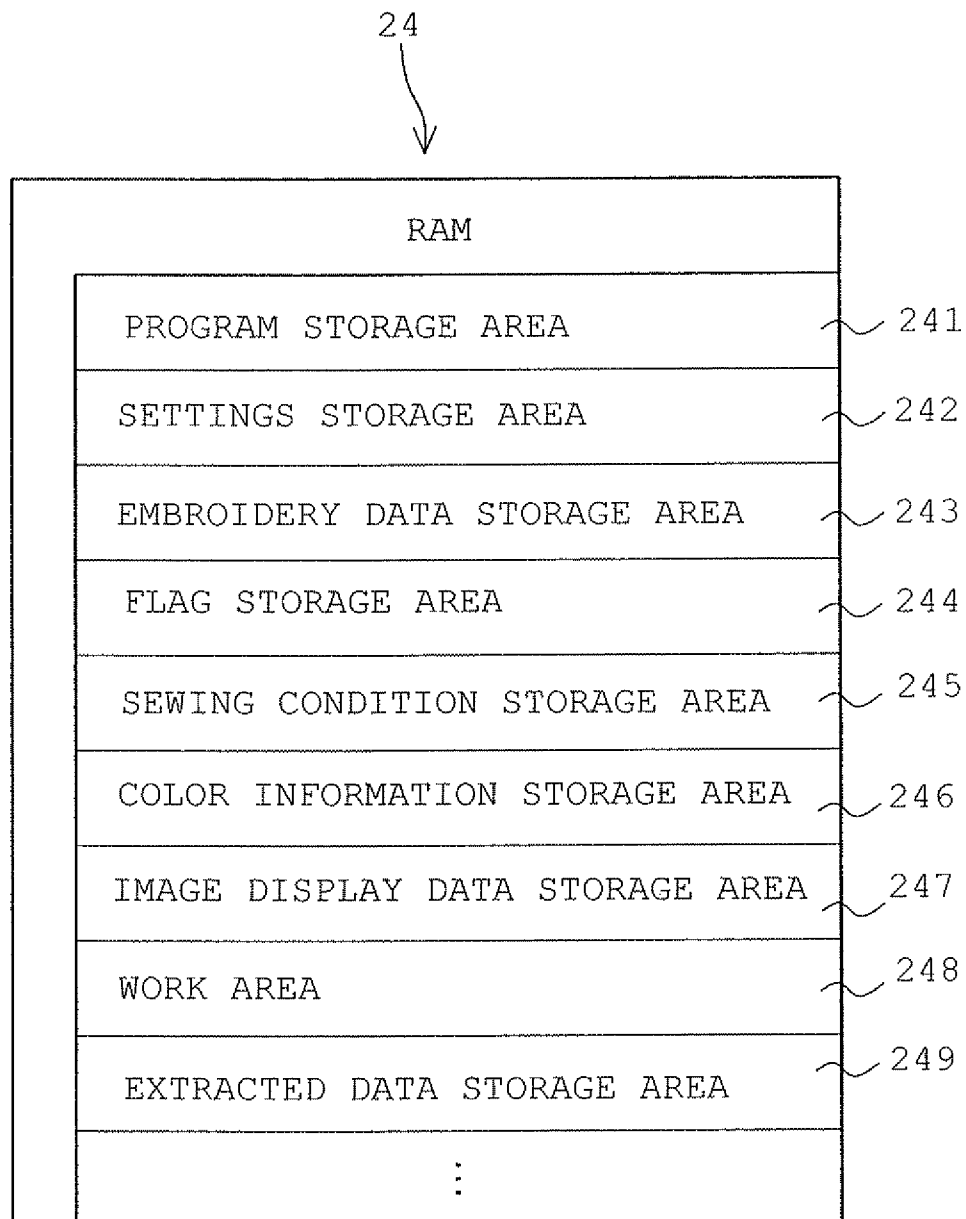 24
RAM
PROGRAM STORAGE AREA 241
SETTINGS STORAGE AREA 242
EMBROIDERY DATA STORAGE AREA 243
FLAG STORAGE AREA 244
SEWING CONDITION STORAGE AREA 245
COLOR INFORMATION STORAGE AREA 246
IMAGE DISPLAY DATA STORAGE AREA 247
WORK AREA 248
EXTRACTED DATA STORAGE AREA 249
⋮